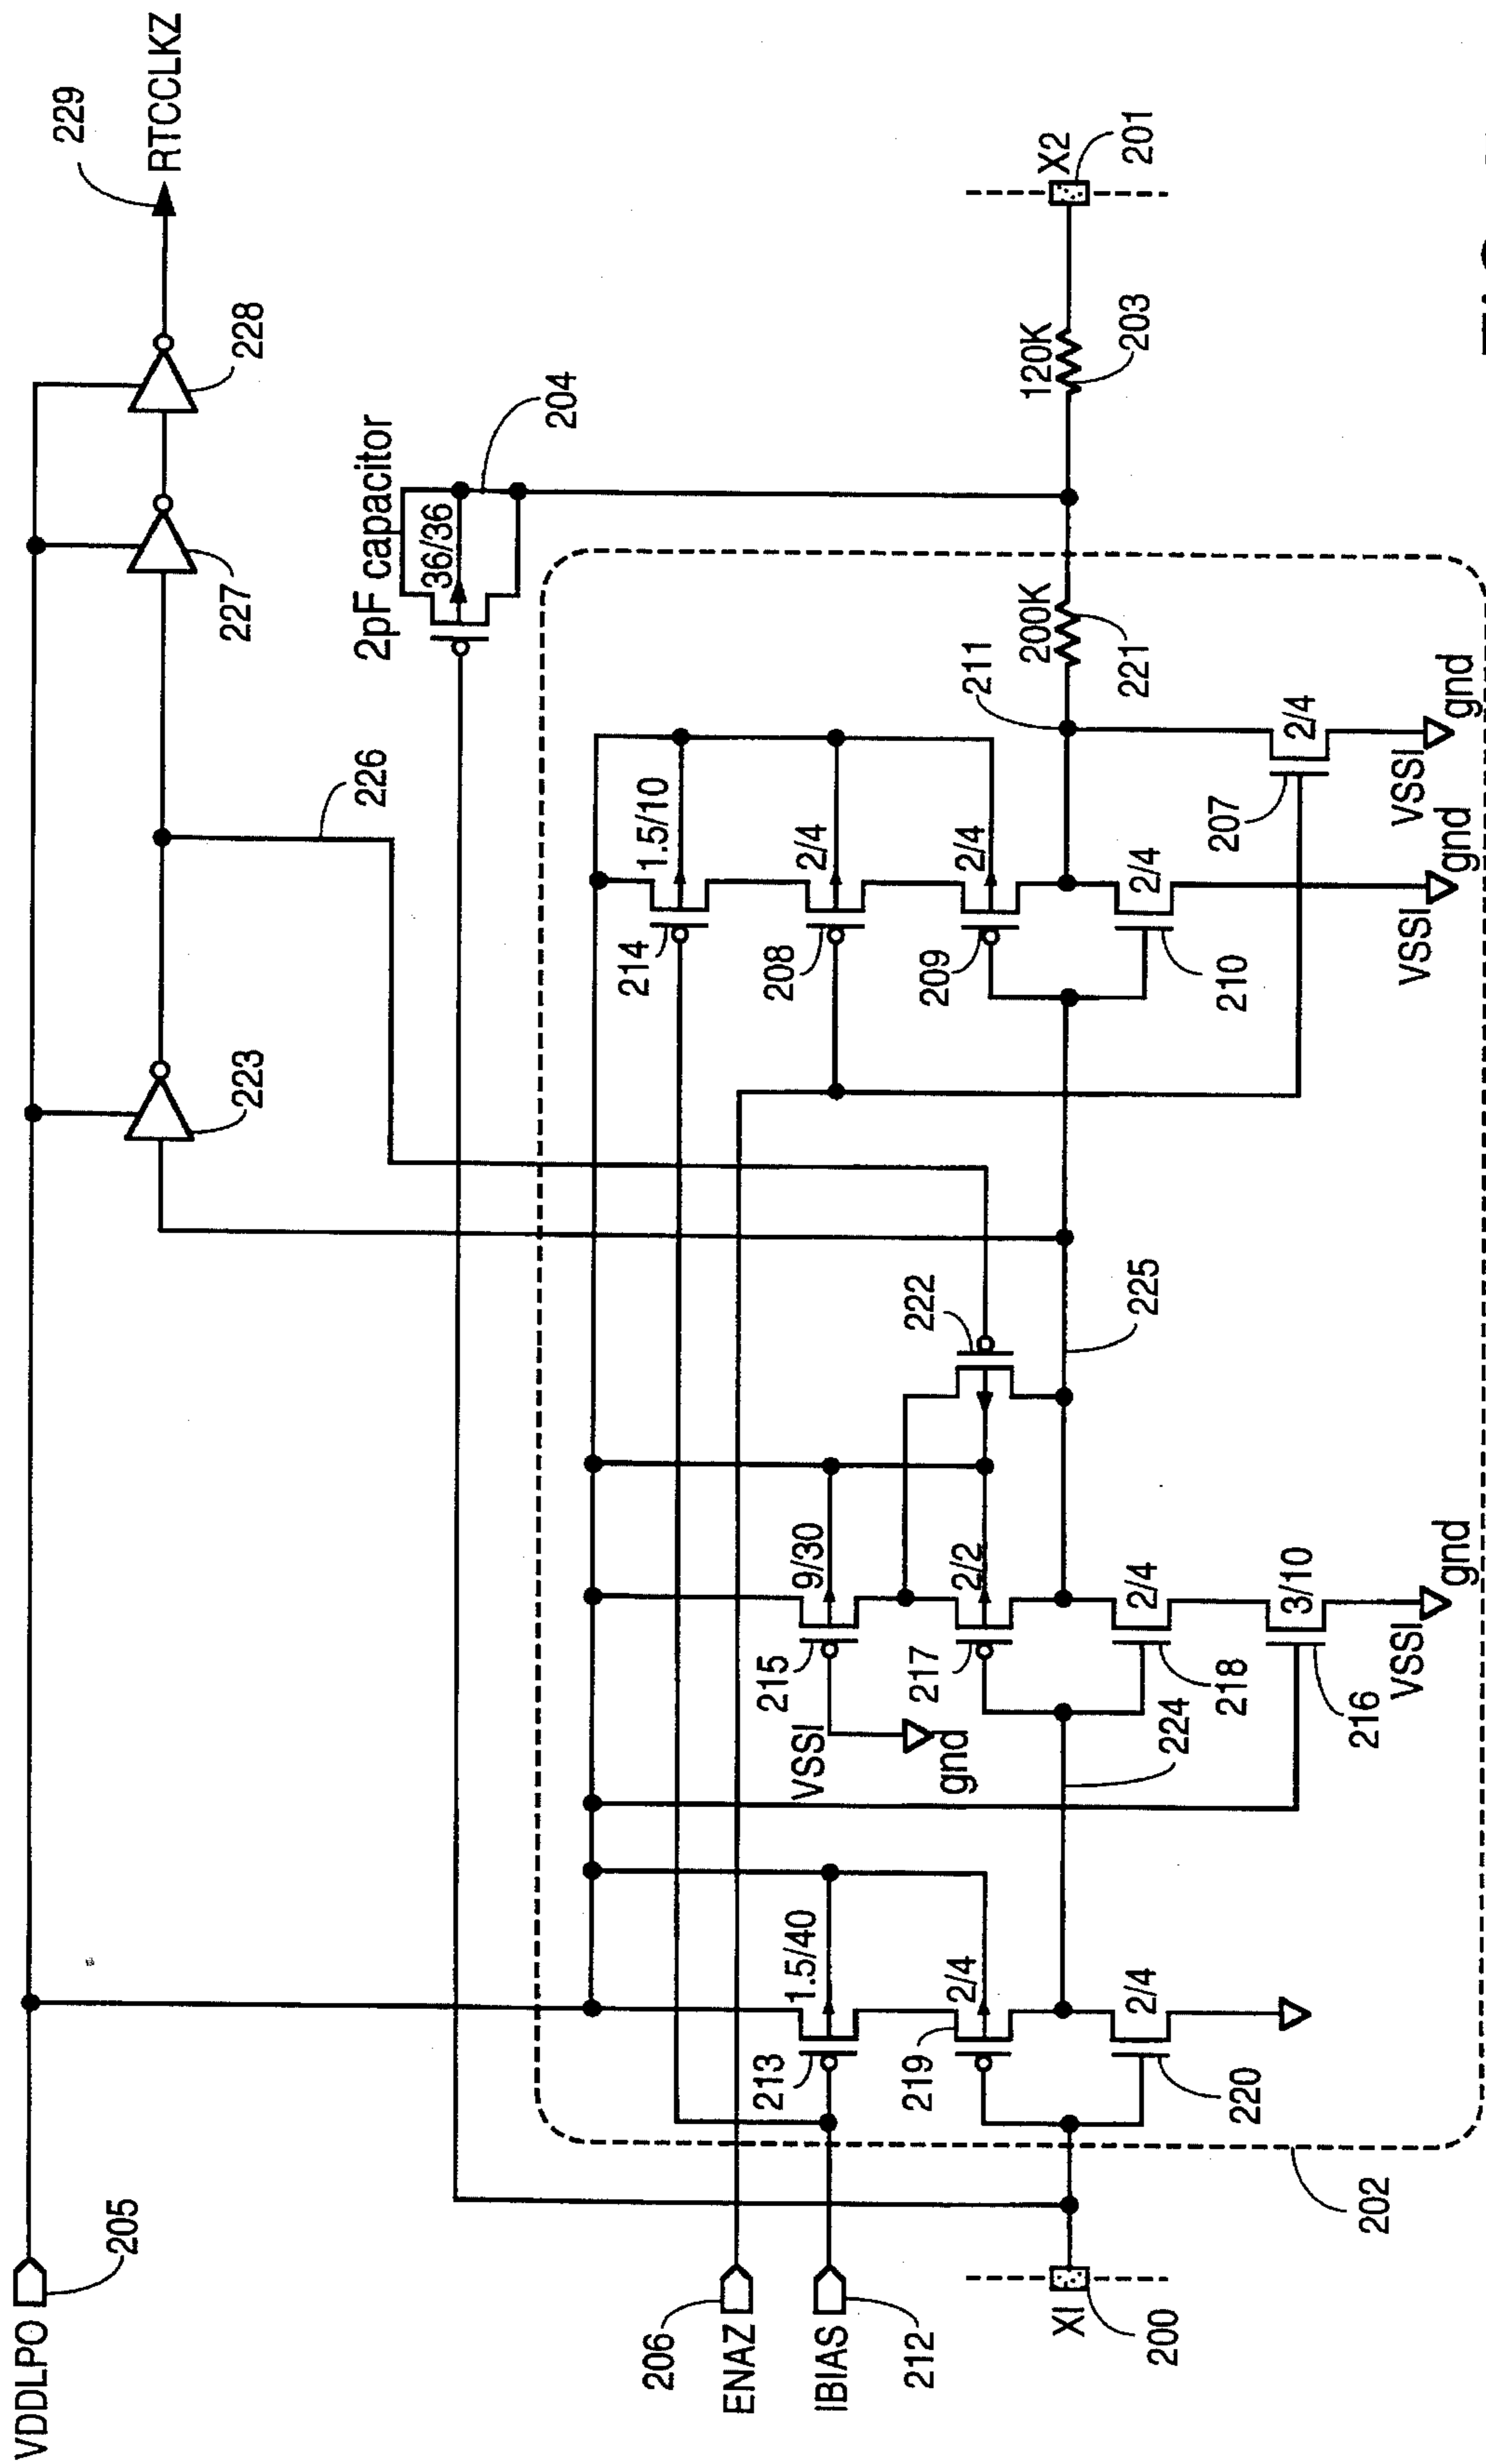 VDDLPO
205
223
227
228
229
RTCCLKZ
226
2pF capacitor
36/36
204
206
ENAZ
IBIAS
212
213
1.5/40
VSSI
gnd
215
9/30
214
1.5/10
208
2/4
219
2/4
217
2/2
222
209
2/4
211
200K
221
120K
203
X2
201
XI
200
220
2/4
224
218
2/4
225
210
2/4
207
2/4
216
3/10
VSSI
gnd
VSSI
gnd
VSSI
gnd
202